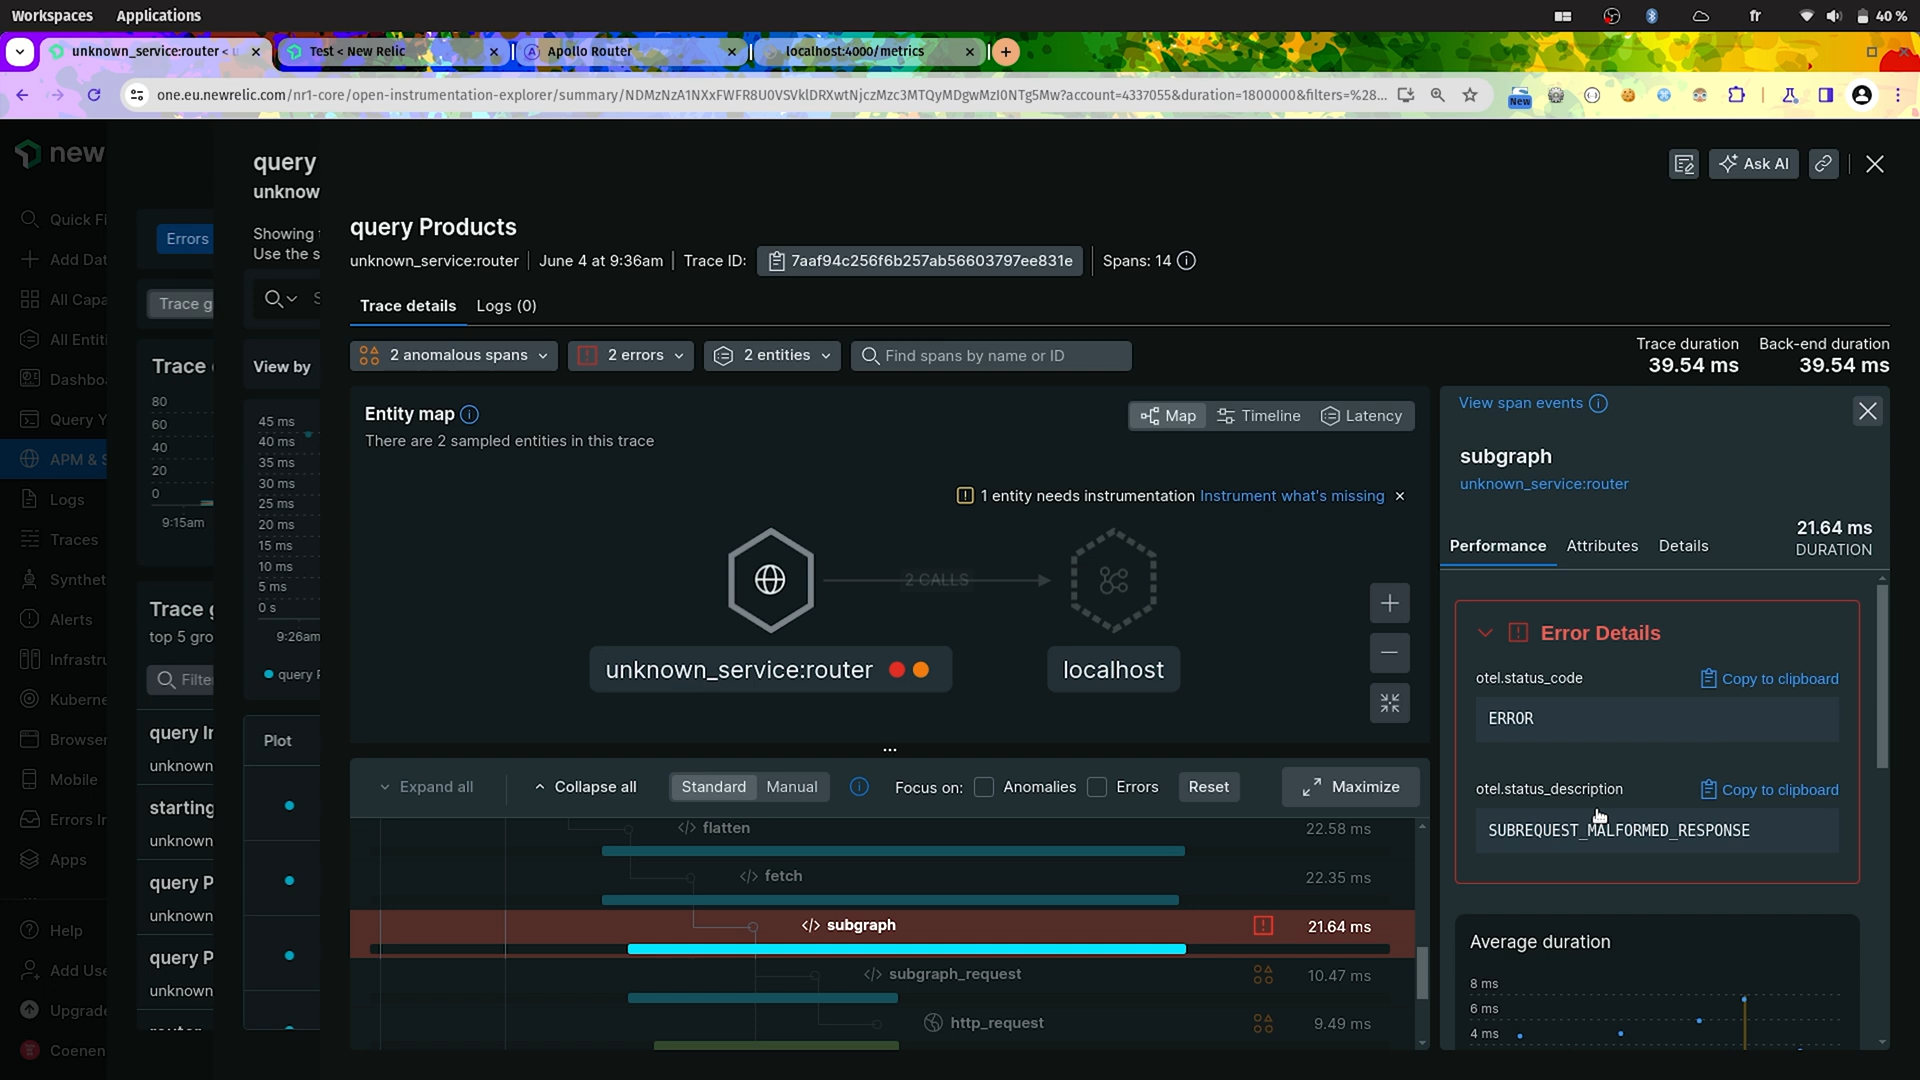 Workspaces Applications fr 40 %
unknown_service:router < u Test < New Relic Apollo Router localhost:4000/metrics
one.eu.newrelic.com/nr1-core/open-instrumentation-explorer/summary/NDMzNzA1NXxFWFR8U0VSVklDRXwtNjczMzc3MTQyMDgwMzI0NTg5Mw?account=4337055&duration=1800000&filters=%28... New
new
Quick Fi
Add Dat
All Capa
All Entiti
Dashbo
Query Y
APM & S
Logs
Traces
Synthet
Alerts
Infrastru
Kuberne
Browser
Mobile
Errors In
Apps
Help
Add Use
Upgrade
Coenen
Errors
Trace g
Trace
80
60
40
20
0
9:15am
Trace g
top 5 gro
Filte
query Ir
unknown
starting
unknown
query P
unknown
query P
unknown
router
query
unknow
Showing
Use the s
S
View by
45 ms
40 ms
35 ms
30 ms
25 ms
20 ms
15 ms
10 ms
5 ms
0 s
9:26am
query P
Plot
Ask AI
query Products
unknown_service:router June 4 at 9:36am Trace ID: 7aaf94c256f6b257ab56603797ee831e Spans: 14
Trace details Logs (0)
2 anomalous spans 2 errors 2 entities Find spans by name or ID
Trace duration Back-end duration
39.54 ms 39.54 ms
Entity map
There are 2 sampled entities in this trace
Map Timeline Latency
1 entity needs instrumentation Instrument what's missing
2 CALLS
unknown_service:router localhost
Expand all Collapse all Standard Manual Focus on: Anomalies Errors Reset Maximize
</> flatten 22.58 ms
</> fetch 22.35 ms
</> subgraph 21.64 ms
</> subgraph_request 10.47 ms
http_request 9.49 ms
View span events
subgraph
unknown_service:router
21.64 ms
DURATION
Performance Attributes Details
Error Details
otel.status_code Copy to clipboard
ERROR
otel.status_description Copy to clipboard
SUBREQUEST_MALFORMED_RESPONSE
Average duration
8 ms
6 ms
4 ms